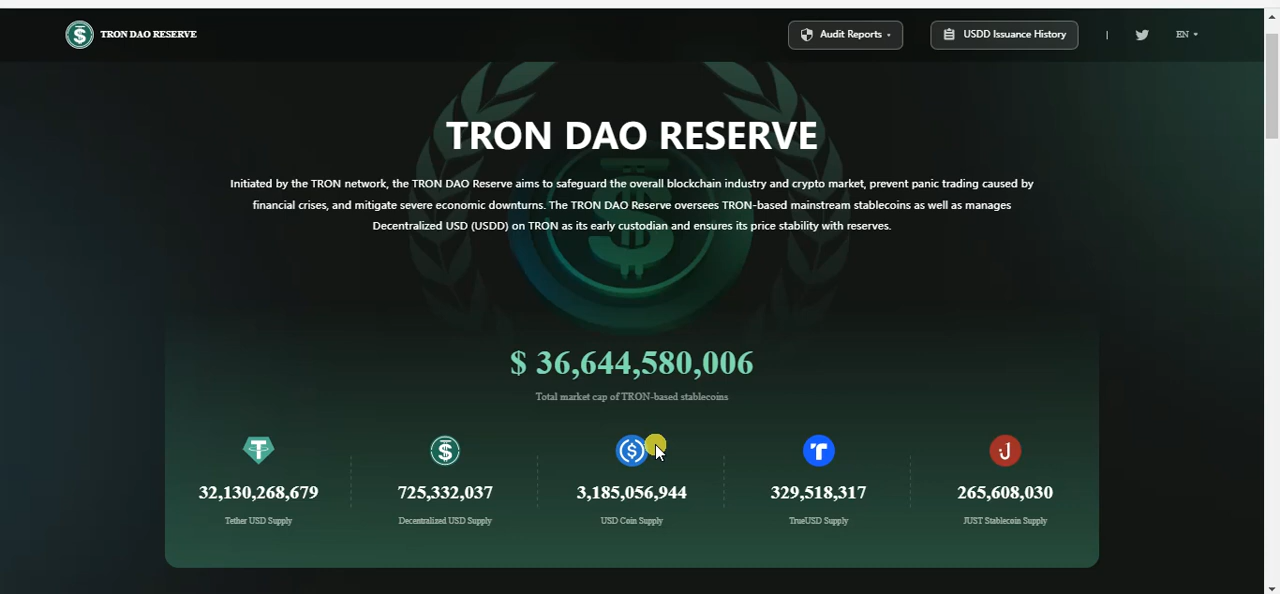 TRON DAO RESERVE
Audit Reports
USDD Issuance History
EN
TRON DAO RESERVE
Initiated by the TRON network, the TRON DAO Reserve aims to safeguard the overall blockchain industry and crypto market, prevent panic trading caused by
financial crises, and mitigate severe economic downturns. The TRON DAO Reserve oversees TRON-based mainstream stablecoins as well as manages
Decentralized USD (USDD) on TRON as its early custodian and ensures its price stability with reserves.
$ 36,644,580,006
Total market cap of TRON-based stablecoins
32,130,268,679
725,332,037
3,185,056,944
329,518,317
265,608,030
Tether USD Supply
Decentralized USD Supply
USD Coin Supply
TrueUSD Supply
JUST Stablecoin Supply